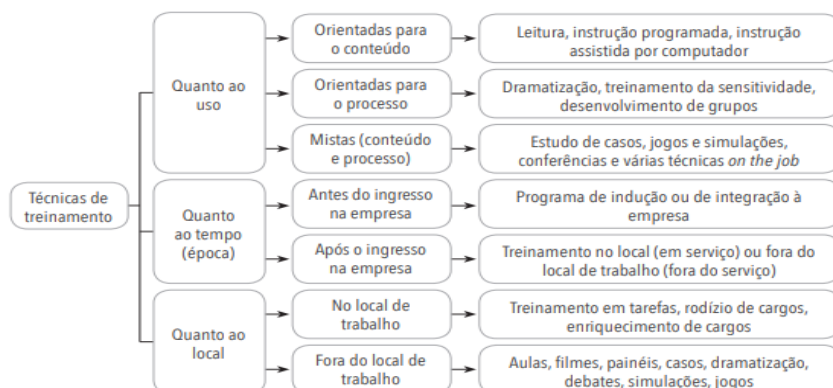 Técnicas de
treinamento
Quanto ao
uso
Orientadas para
o conteúdo
Leitura, instrução programada, instrução
assistida por computador
Orientadas para
o processo
Dramatização, treinamento da sensitividade,
desenvolvimento de grupos
Mistas (conteúdo
e processo)
Estudo de casos, jogos e simulações,
conferências e várias técnicas on the job
Quanto
ao tempo
(época)
Antes do ingresso
na empresa
Programa de indução ou de integração à
empresa
Após o ingresso
na empresa
Treinamento no local (em serviço) ou fora do
local de trabalho (fora do serviço)
Quanto ao
local
No local de
trabalho
Treinamento em tarefas, rodízio de cargos,
enriquecimento de cargos
Fora do local de
trabalho
Aulas, filmes, painéis, casos, dramatização,
debates, simulações, jogos